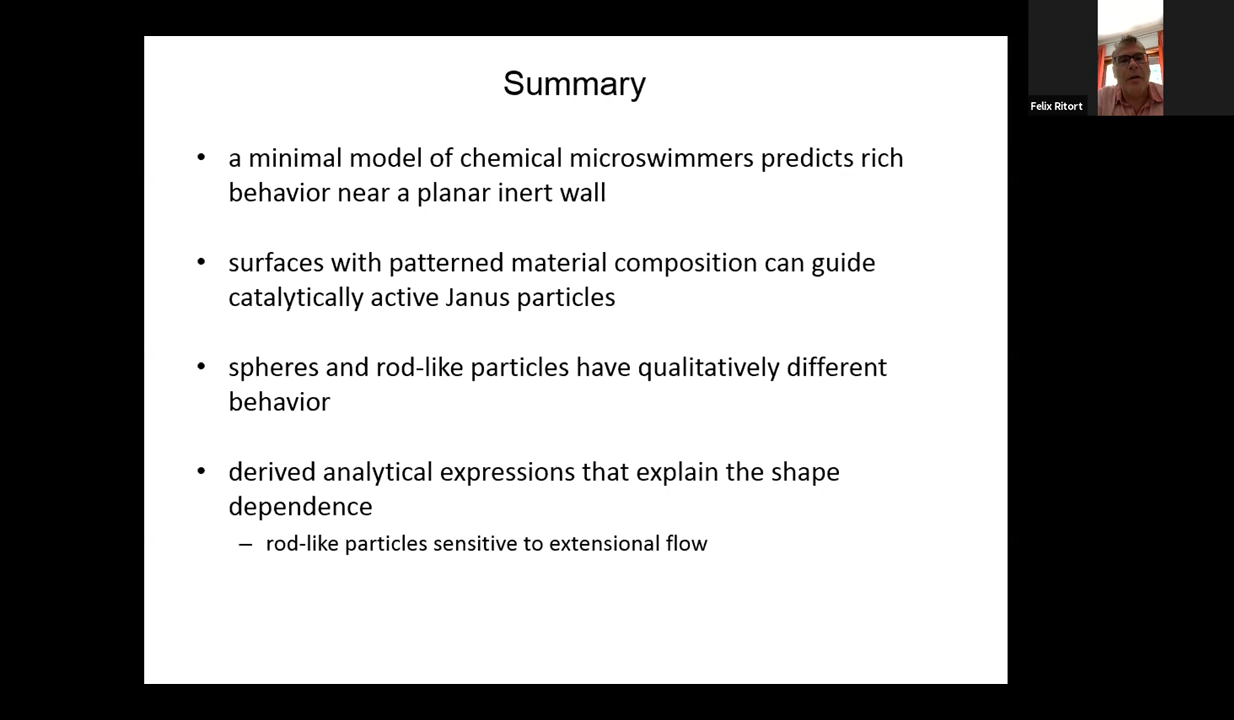 Summary
• a minimal model of chemical microswimmers predicts rich
behavior near a planar inert wall
• surfaces with patterned material composition can guide
catalytically active Janus particles
• spheres and rod-like particles have qualitatively different
behavior
• derived analytical expressions that explain the shape
dependence
– rod-like particles sensitive to extensional flow
Felix Ritort